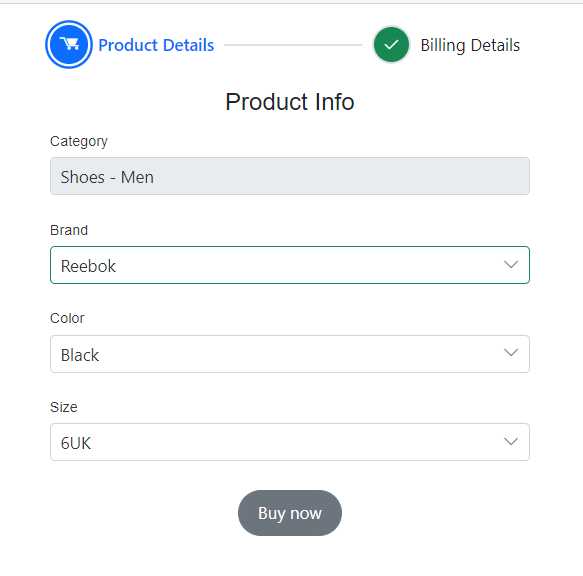 Product Details
Billing Details
Product Info
Category
Shoes - Men
Brand
Reebok
Color
Black
Size
6UK
Buy now